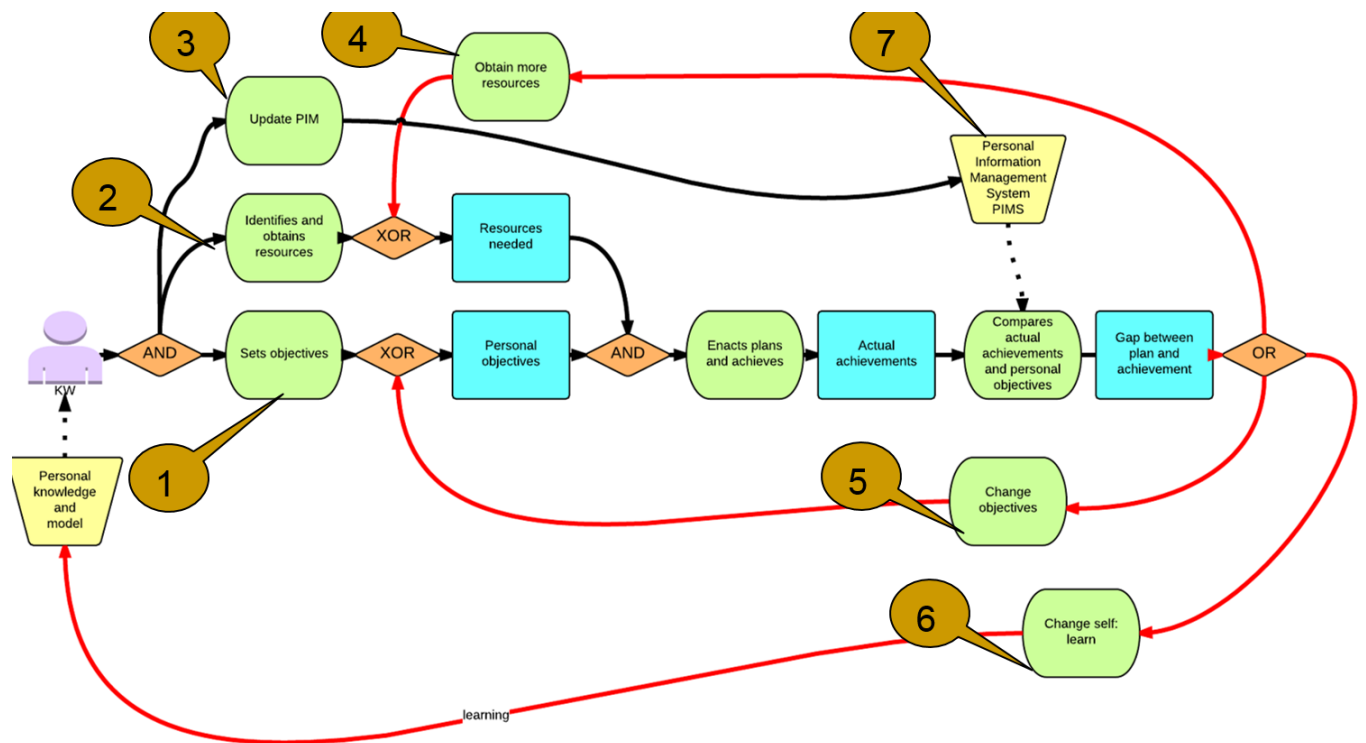 3
4
7
Obtain more
resources
Update PIM
Personal
Information
Management
System
PIMS
2
Identifies and
obtains
resources
XOR
Resources
needed
KW
AND
Sets objectives
XOR
Personal
objectives
AND
Enacts plans
and achieves
Actual
achievements
Compares
actual
achievements
and personal
objectives
Gap between
plan and
achievement
OR
Personal
knowledge
and
model
1
5
Change
objectives
6
Change self:
learn
learning